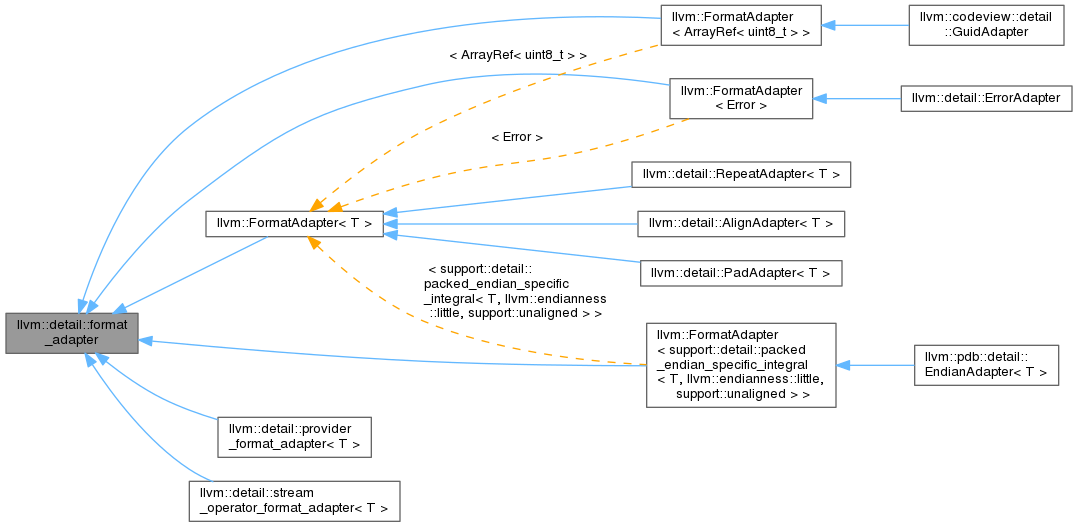 llvm::FormatAdapter
< ArrayRef< uint8_t > >
llvm::codeview::detail
::GuidAdapter
< ArrayRef< uint8_t > >
llvm::FormatAdapter
< Error >
llvm::detail::ErrorAdapter
< Error >
llvm::detail::RepeatAdapter< T >
llvm::FormatAdapter< T >
llvm::detail::AlignAdapter< T >
llvm::detail::PadAdapter< T >
< support::detail::
packed_endian_specific
_integral< T, llvm::endianness
::little, support::unaligned > >
llvm::detail::format
_adapter
llvm::FormatAdapter
< support::detail::packed
_endian_specific_integral
< T, llvm::endianness::little,
support::unaligned > >
llvm::pdb::detail::
EndianAdapter< T >
llvm::detail::provider
_format_adapter< T >
llvm::detail::stream
_operator_format_adapter< T >